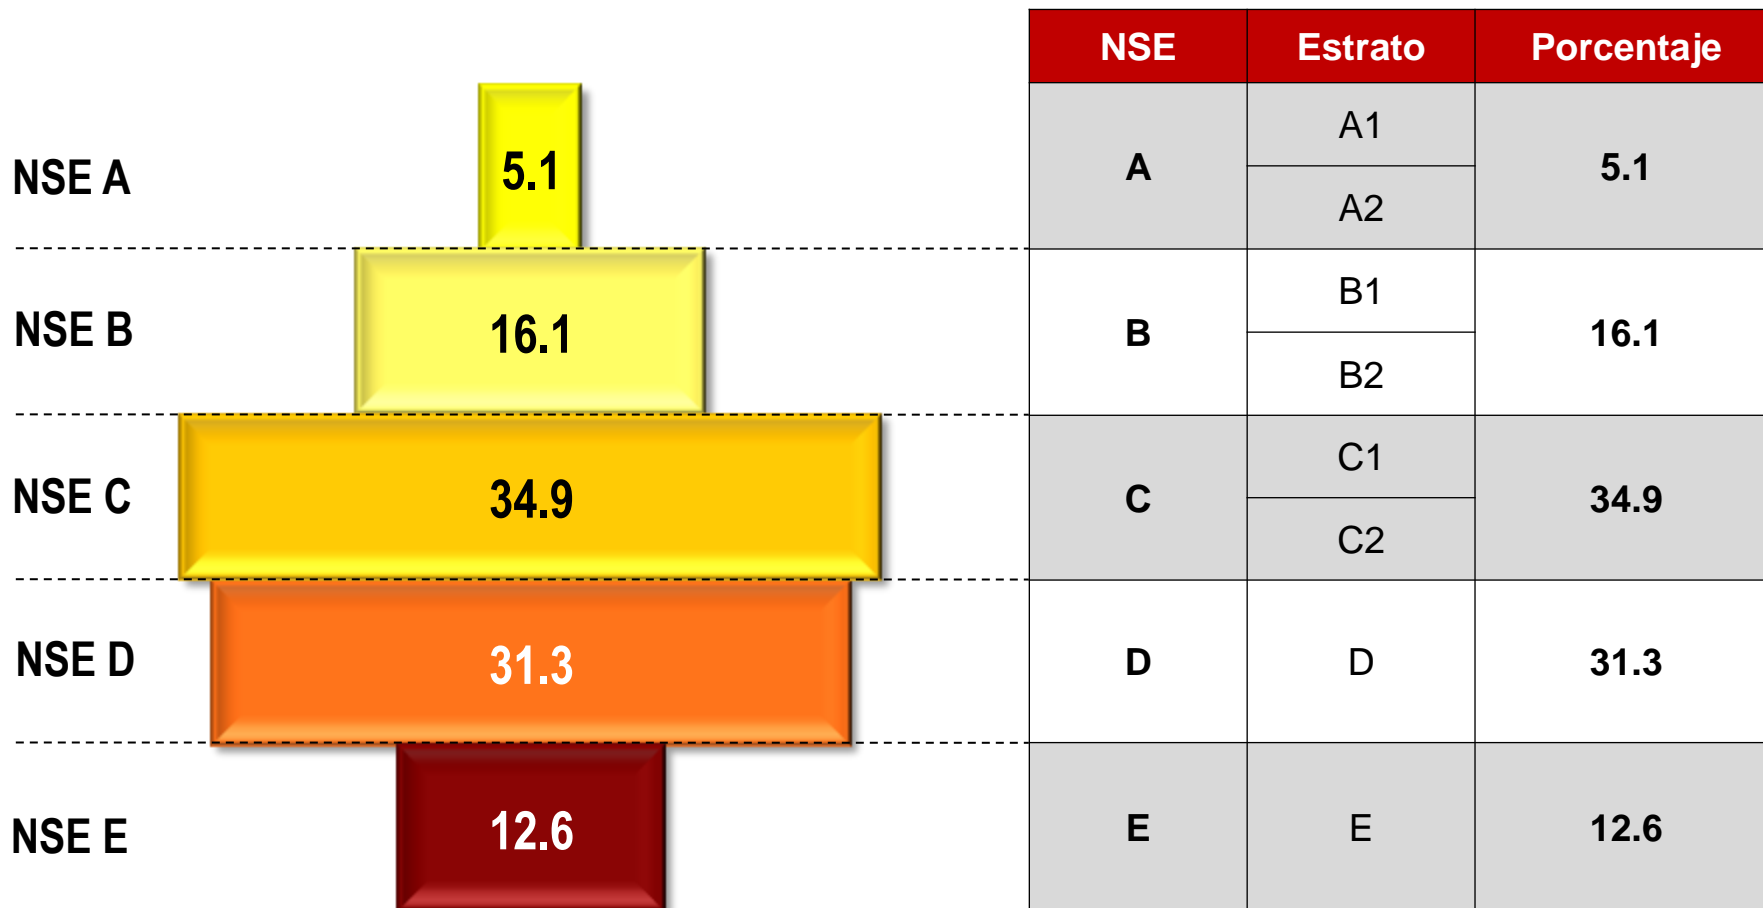 NSE A
5.1
NSE B
16.1
NSE C
34.9
NSE D
31.3
NSE E
12.6
NSE Estrato Porcentaje
A A1 5.1
A2
B B1 16.1
B2
C C1 34.9
C2
D D 31.3
E E 12.6